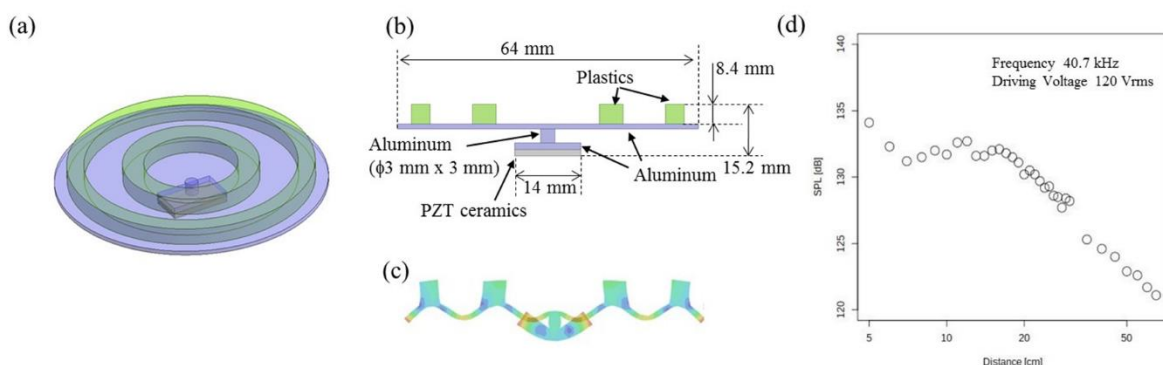 (a)
(b)
64 mm
Plastics
8.4 mm
Aluminum
(ϕ3 mm x 3 mm)
Aluminum
15.2 mm
14 mm
PZT ceramics
(c)
(d)
Frequency 40.7 kHz
Driving Voltage 120 Vrms
SPL [dB]
140
135
130
125
120
5
10
20
50
Distance [cm]